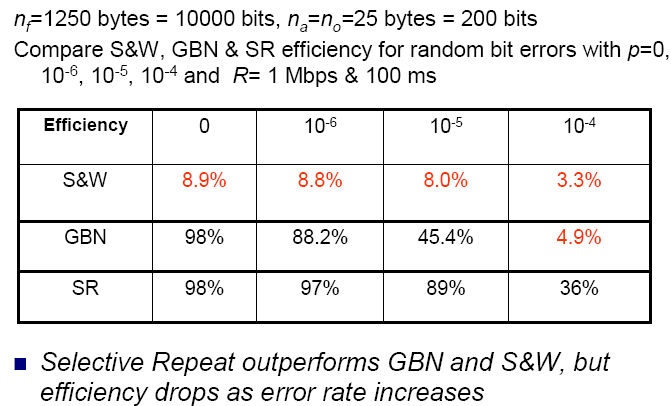 n_f=1250 bytes = 10000 bits, n_a=n_o=25 bytes = 200 bits
Compare S&W, GBN & SR efficiency for random bit errors with p=0,
10^-6, 10^-5, 10^-4 and R= 1 Mbps & 100 ms
Efficiency 0 10^-6 10^-5 10^-4
S&W 8.9% 8.8% 8.0% 3.3%
GBN 98% 88.2% 45.4% 4.9%
SR 98% 97% 89% 36%
■ Selective Repeat outperforms GBN and S&W, but
efficiency drops as error rate increases